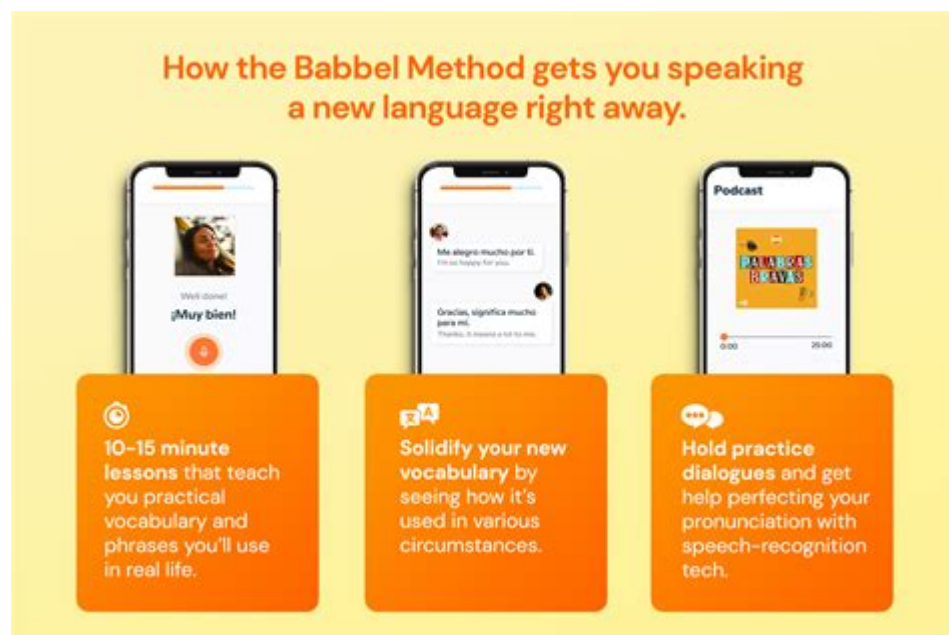 How the Babbel Method gets you speaking
a new language right away.
Well done!
¡Muy bien!
Me alegro mucho por ti.
I'm so happy for you.
Gracias, significa mucho
para mí.
Thanks, it means a lot to me.
Podcast
PALABRAS
BRAVAS
0:00
25:00
10-15 minute
lessons that teach
you practical
vocabulary and
phrases you'll use
in real life.
文 A
Solidify your new
vocabulary by
seeing how it's
used in various
circumstances.
Hold practice
dialogues and get
help perfecting your
pronunciation with
speech-recognition
tech.